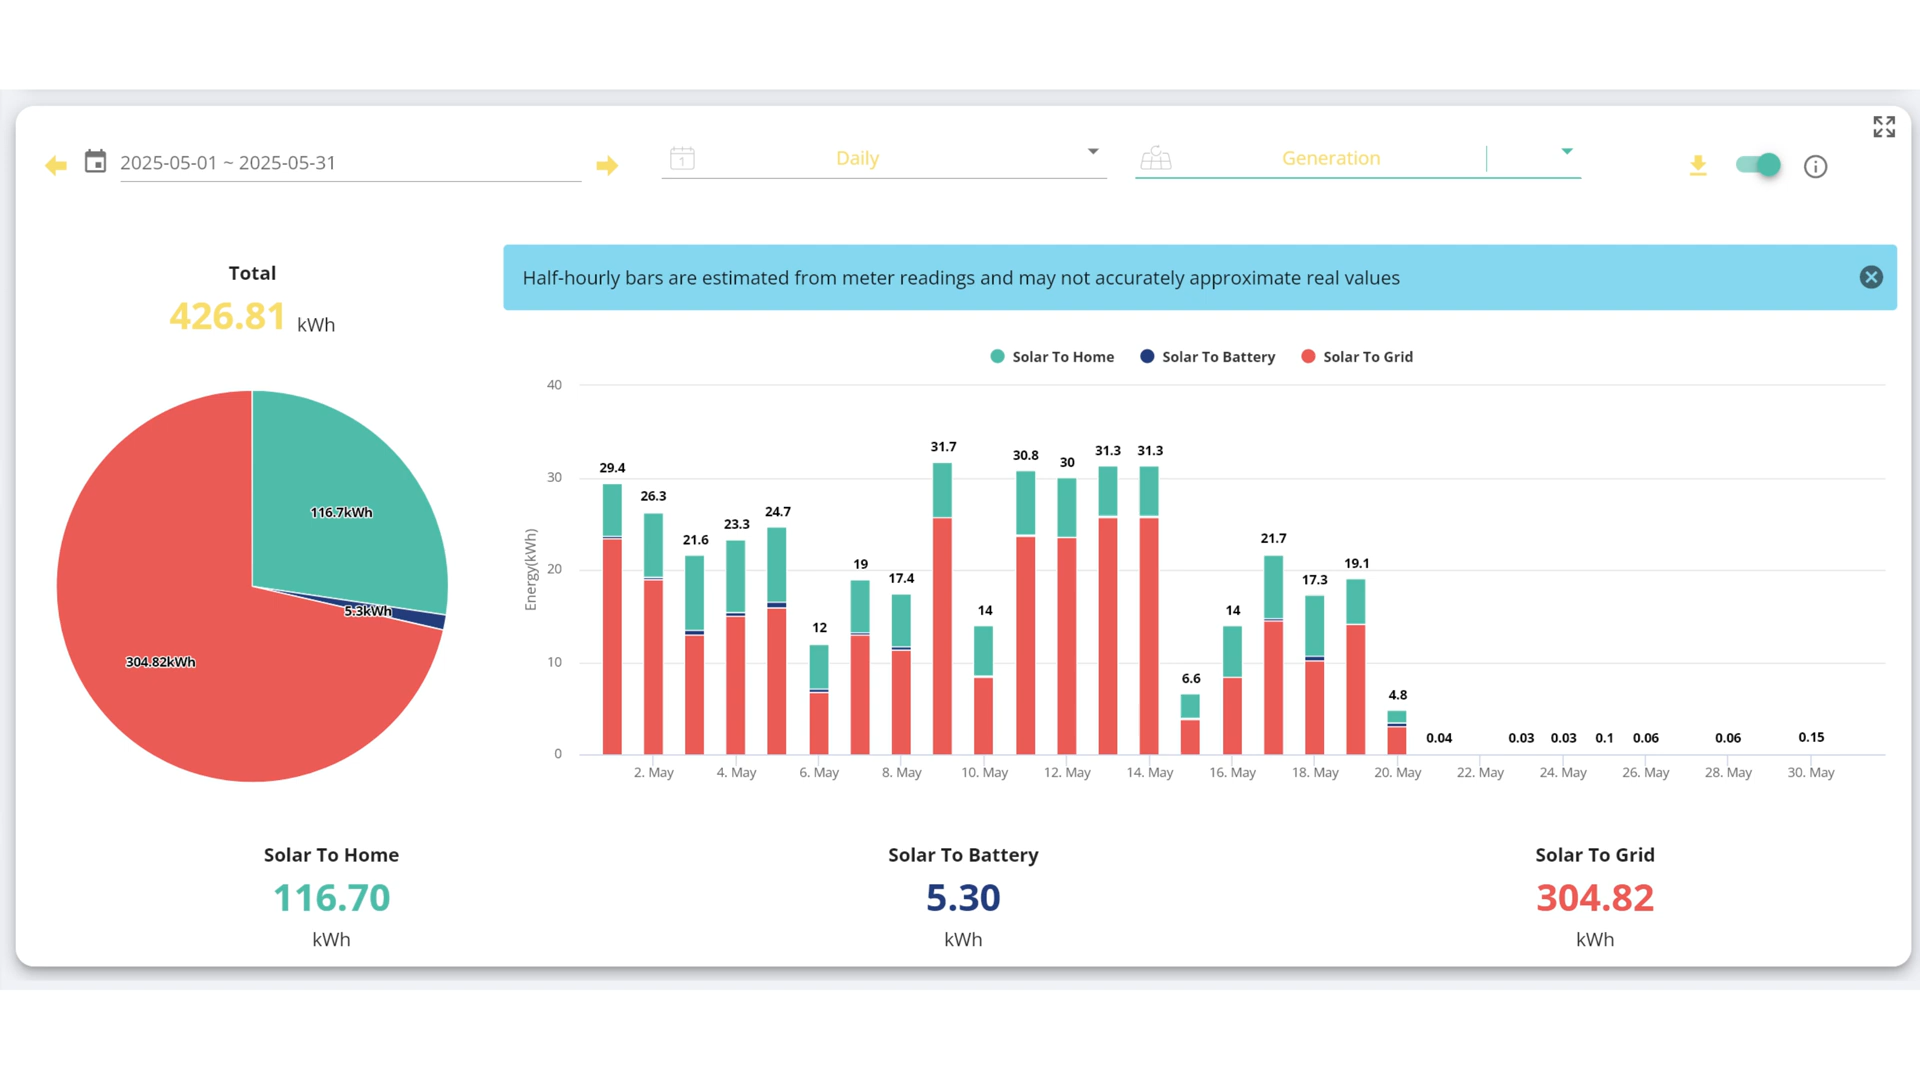 2025-05-01 ~ 2025-05-31
1
Daily
Generation
Total
426.81 kWh
Half-hourly bars are estimated from meter readings and may not accurately approximate real values
Solar To Home
Solar To Battery
Solar To Grid
116.7kWh
5.3kWh
304.82kWh
Energy(kWh)
40
30
20
10
0
29.4
26.3
21.6
23.3
24.7
12
19
17.4
31.7
14
30.8
30
31.3
31.3
6.6
14
21.7
17.3
19.1
4.8
0.04
0.03
0.03
0.1
0.06
0.06
0.15
2. May
4. May
6. May
8. May
10. May
12. May
14. May
16. May
18. May
20. May
22. May
24. May
26. May
28. May
30. May
Solar To Home
116.70
kWh
Solar To Battery
5.30
kWh
Solar To Grid
304.82
kWh